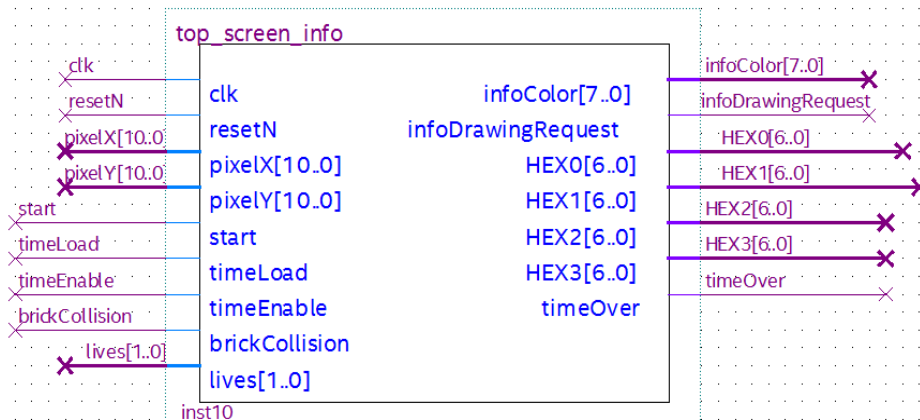 top_screen_info
clk
resetN
pixelX[10..0
pixelY[10..0
start
timeLoad
timeEnable
brickCollision
lives[1..0]
clk
resetN
pixelX[10..0]
pixelY[10..0]
start
timeLoad
timeEnable
brickCollision
lives[1..0]
infoColor[7..0]
infoDrawingRequest
HEX0[6..0]
HEX1[6..0]
HEX2[6..0]
HEX3[6..0]
timeOver
infoColor[7..0]
infoDrawingRequest
HEX0[6..0]
HEX1[6..0]
HEX2[6..0]
HEX3[6..0]
timeOver
inst10